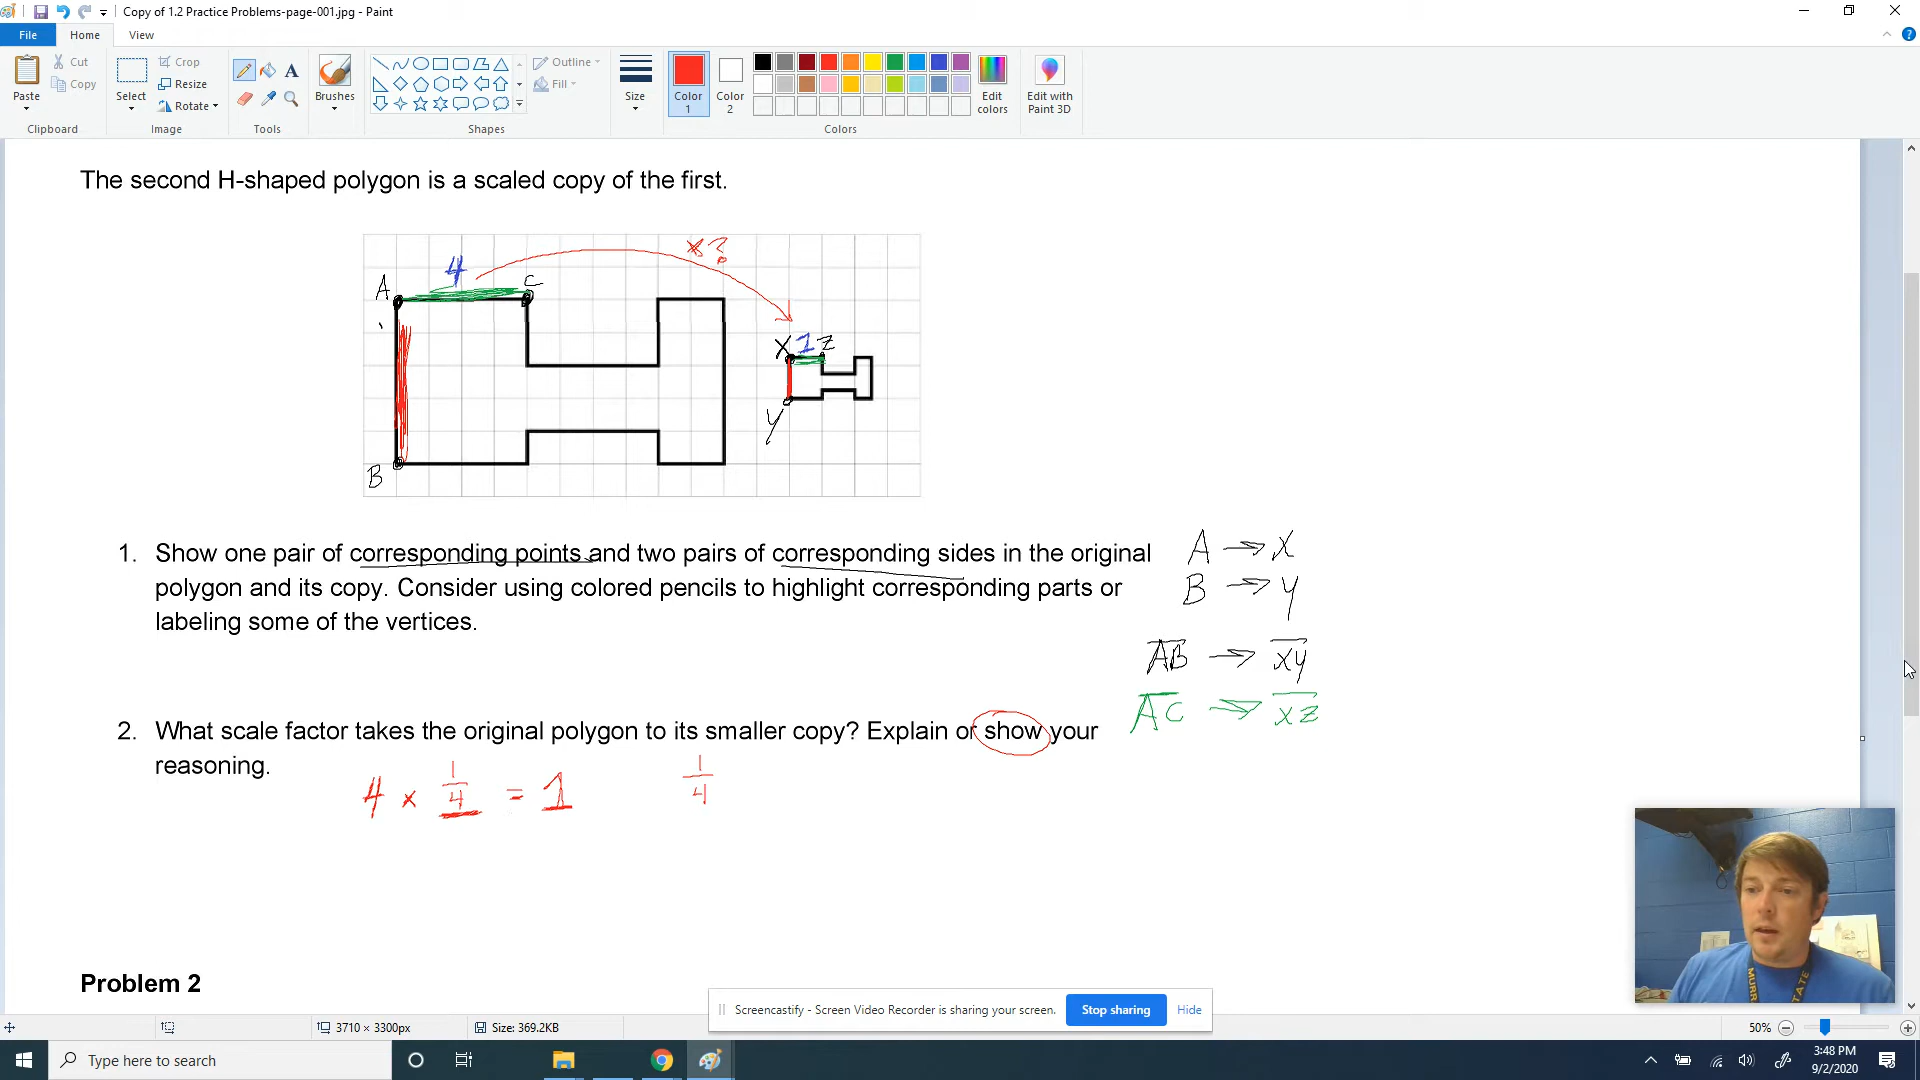 Copy of 1.2 Practice Problems-page-001.jpg - Paint
File Home View
Paste Cut Copy Clipboard
Select Crop Resize Rotate Image
Tools
Brushes
Outline Fill Shapes
Size
Color 1 Color 2 Edit colors Colors
Edit with Paint 3D
The second H-shaped polygon is a scaled copy of the first.
4 x?
A C
X 1 Z
Y
B
1. Show one pair of corresponding points and two pairs of corresponding sides in the original
polygon and its copy. Consider using colored pencils to highlight corresponding parts or
labeling some of the vertices.
A → X
B → Y
AB → XY
AC → XZ
2. What scale factor takes the original polygon to its smaller copy? Explain or show your
reasoning.
4 × 1/4 = 1 1/4
Problem 2
Screencastify - Screen Video Recorder is sharing your screen. Stop sharing Hide
3710 × 3300px Size: 369.2KB 50%
Type here to search
3:48 PM
9/2/2020